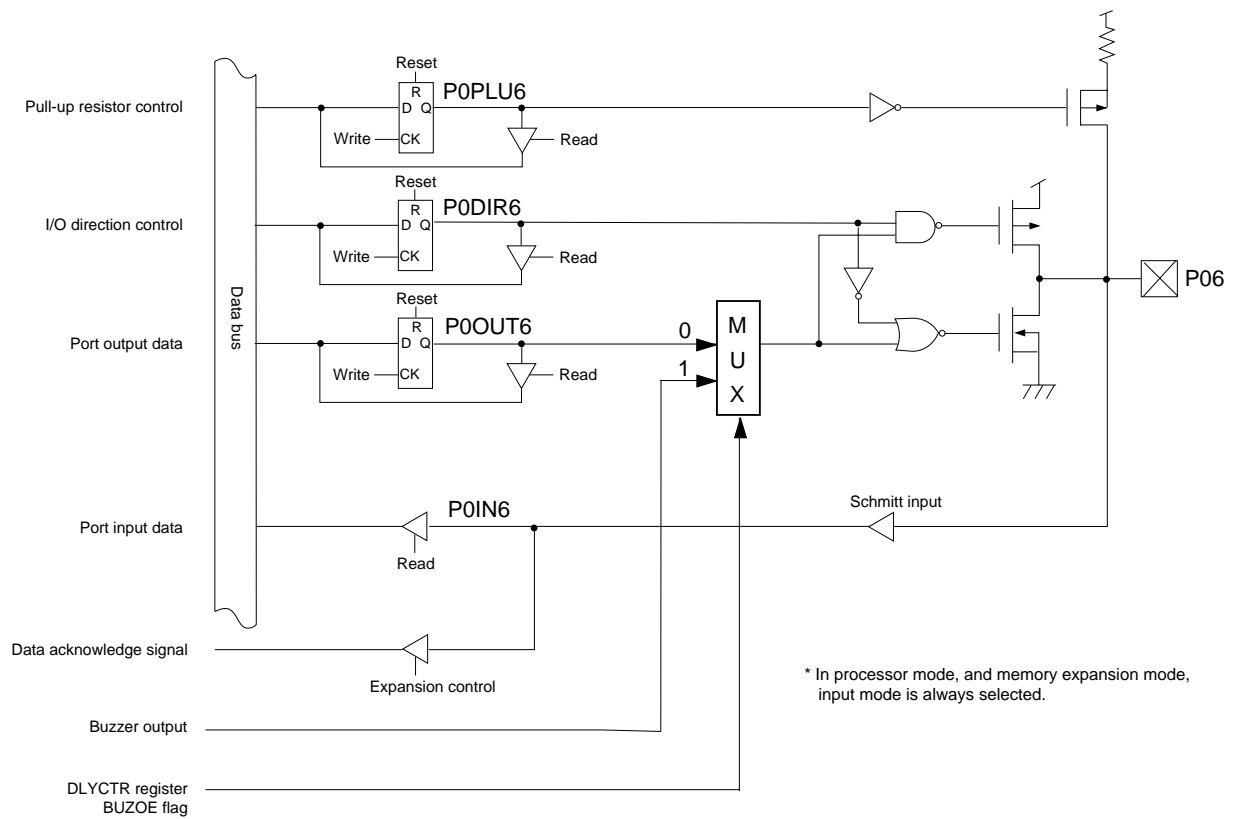 Reset
Pull-up resistor control
R
P0PLU6
D Q
Write
CK
Read
Reset
I/O direction control
R
P0DIR6
D Q
Write
CK
Read
Data bus
Reset
Port output data
R
P0OUT6
D Q
Write
CK
Read
0
1
M
U
X
P06
Schmitt input
Port input data
P0IN6
Read
Data acknowledge signal
Expansion control
* In processor mode, and memory expansion mode,
input mode is always selected.
Buzzer output
DLYCTR register
BUZOE flag